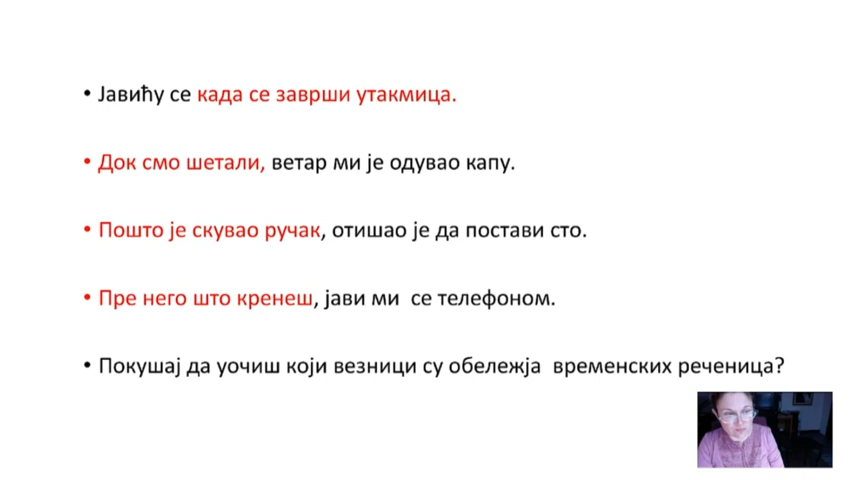 • Јавићу се када се заврши утакмица.
• Док смо шетали, ветар ми је одувао капу.
• Пошто је скувао ручак, отишао је да постави сто.
• Пре него што кренеш, јави ми  се телефоном.
• Покушај да уочиш који везници су обележја  временских реченица?